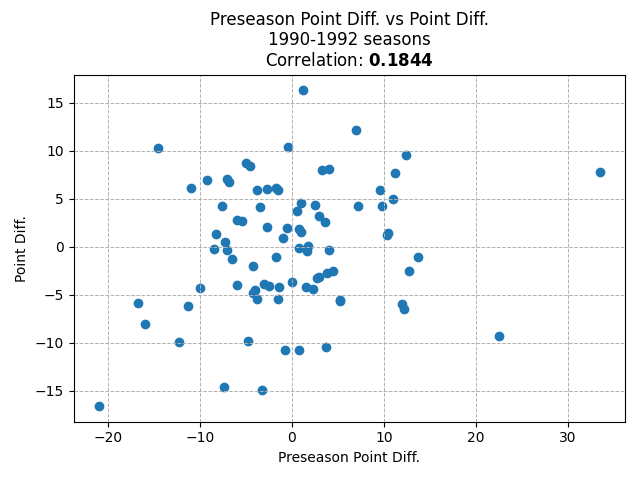 Preseason Point Diff. vs Point Diff.
1990-1992 seasons
Correlation: 0.1844
15
10
5
0
−5
−10
−15
Point Diff.
−20 −10 0 10 20 30
Preseason Point Diff.